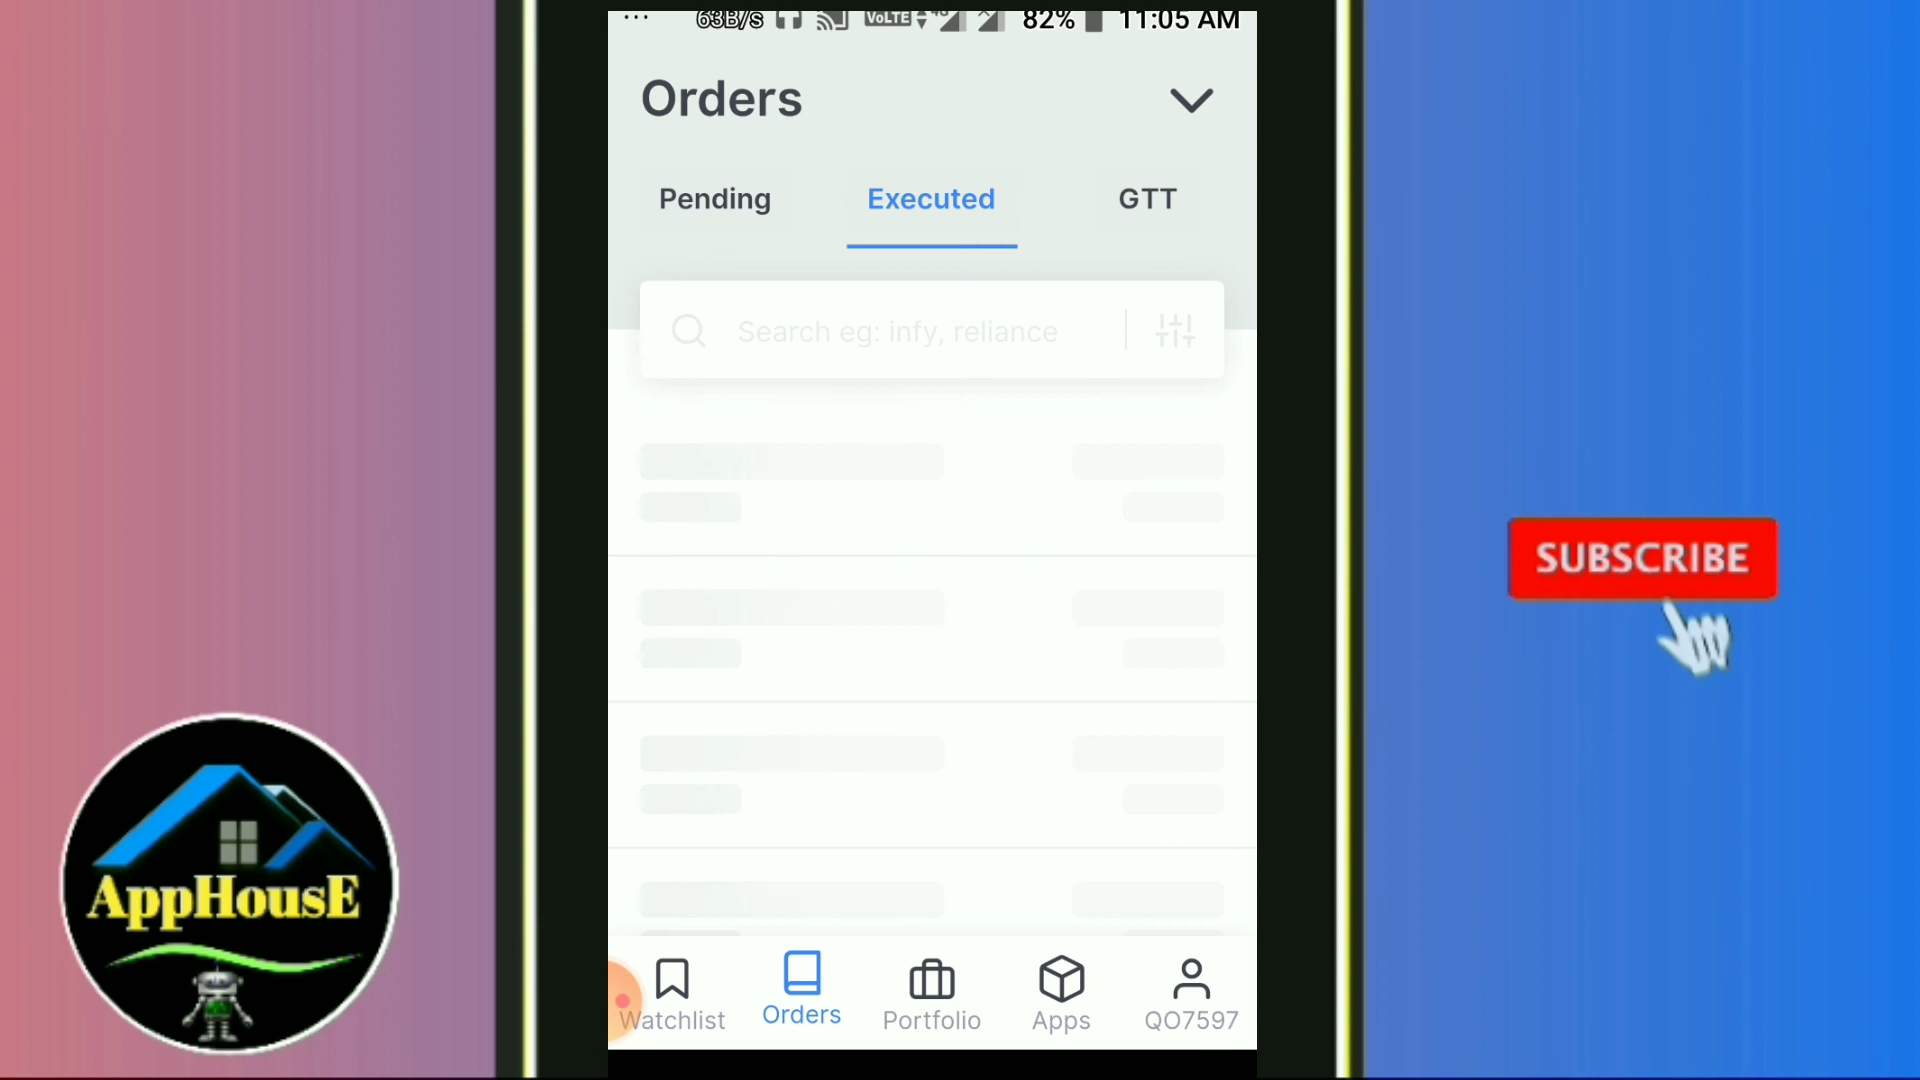 ... 63B/s VoLTE 4G 82% 11:05 AM
Orders
Pending Executed GTT
Search eg: infy, reliance
SUBSCRIBE
AppHousE
Watchlist Orders Portfolio Apps QO7597